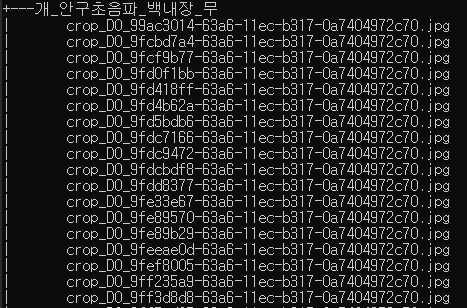 +---개_안구초음파_백내장_무
|       crop_D0_99ac3014-63a6-11ec-b317-0a7404972c70.jpg
|       crop_D0_9fcbd7a4-63a6-11ec-b317-0a7404972c70.jpg
|       crop_D0_9fcf9b77-63a6-11ec-b317-0a7404972c70.jpg
|       crop_D0_9fd0f1bb-63a6-11ec-b317-0a7404972c70.jpg
|       crop_D0_9fd418ff-63a6-11ec-b317-0a7404972c70.jpg
|       crop_D0_9fd4b62a-63a6-11ec-b317-0a7404972c70.jpg
|       crop_D0_9fd5bdb6-63a6-11ec-b317-0a7404972c70.jpg
|       crop_D0_9fdc7166-63a6-11ec-b317-0a7404972c70.jpg
|       crop_D0_9fdc9472-63a6-11ec-b317-0a7404972c70.jpg
|       crop_D0_9fdcbdf8-63a6-11ec-b317-0a7404972c70.jpg
|       crop_D0_9fdd8377-63a6-11ec-b317-0a7404972c70.jpg
|       crop_D0_9fe33e67-63a6-11ec-b317-0a7404972c70.jpg
|       crop_D0_9fe89570-63a6-11ec-b317-0a7404972c70.jpg
|       crop_D0_9fe89b29-63a6-11ec-b317-0a7404972c70.jpg
|       crop_D0_9feeae0d-63a6-11ec-b317-0a7404972c70.jpg
|       crop_D0_9fef8005-63a6-11ec-b317-0a7404972c70.jpg
|       crop_D0_9ff235a9-63a6-11ec-b317-0a7404972c70.jpg
|       crop_D0_9ff3d8d8-63a6-11ec-b317-0a7404972c70.jpg